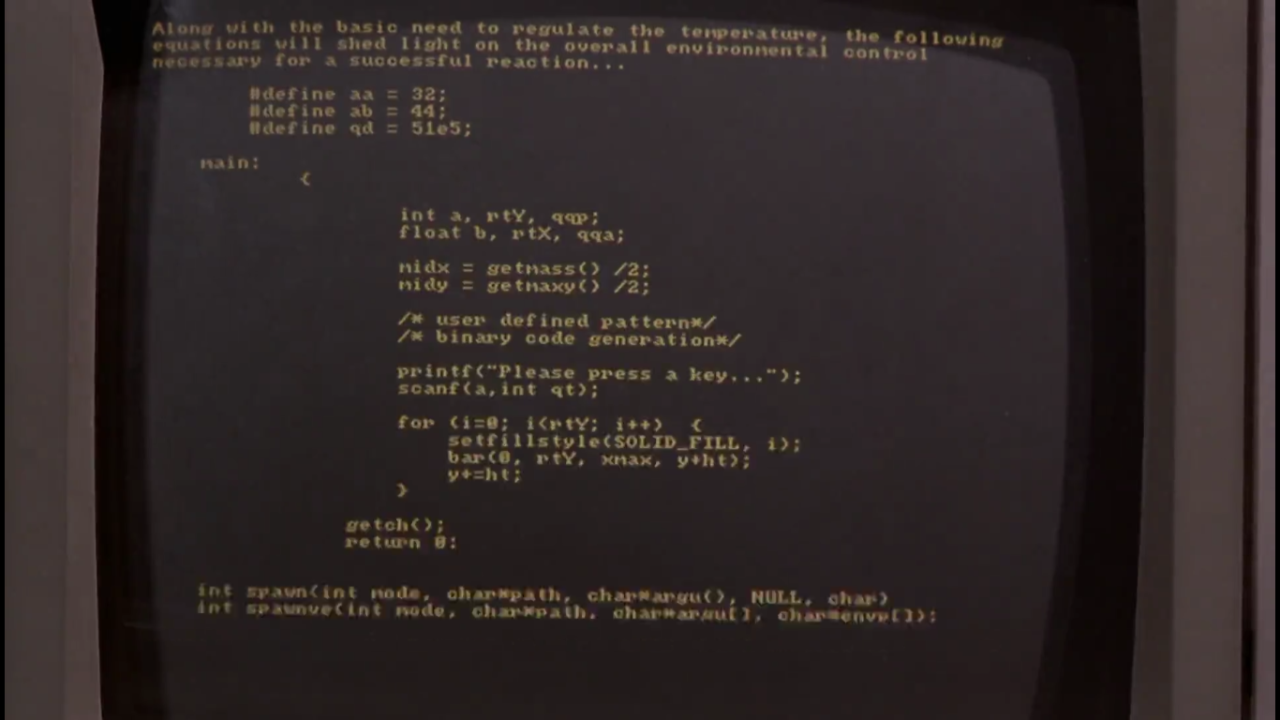 Along with the basic need to regulate the temperature, the following
equations will shed light on the overall environmental control
necessary for a successful reaction...
#define aa = 32;
#define ab = 44;
#define qd = 51e5;
main:
{
int a, rtY, qqp;
float b, rtX, qqa;
midx = getmass() /2;
midy = getmaxy() /2;
/* user defined pattern*/
/* binary code generation*/
printf("Please press a key...");
scanf(a,int qt);
for (i=0; i<rtY; i++) {
setfillstyle(SOLID_FILL, i);
bar(0, rtY, xmax, y+ht);
y+=ht;
}
getch();
return 0:
int spawn(int mode, char*path, char*argu(), NULL, char)
int spawnve(int mode, char*path, char*argu[], char*envp[]);